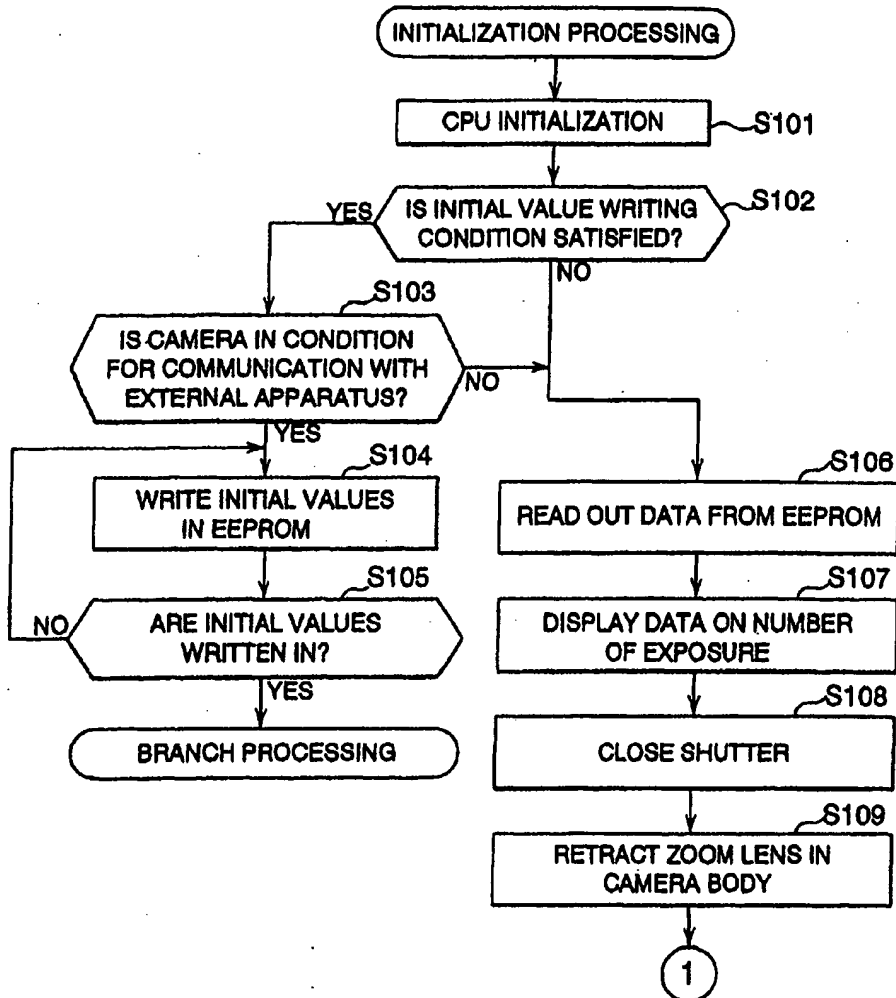 INITIALIZATION PROCESSING
CPU INITIALIZATION
S101
IS INITIAL VALUE WRITING
CONDITION SATISFIED?
S102
YES
NO
S103
IS CAMERA IN CONDITION
FOR COMMUNICATION WITH
EXTERNAL APPARATUS?
NO
YES
S104
WRITE INITIAL VALUES
IN EEPROM
S105
ARE INITIAL VALUES
WRITTEN IN?
NO
YES
BRANCH PROCESSING
S106
READ OUT DATA FROM EEPROM
S107
DISPLAY DATA ON NUMBER
OF EXPOSURE
S108
CLOSE SHUTTER
S109
RETRACT ZOOM LENS IN
CAMERA BODY
1